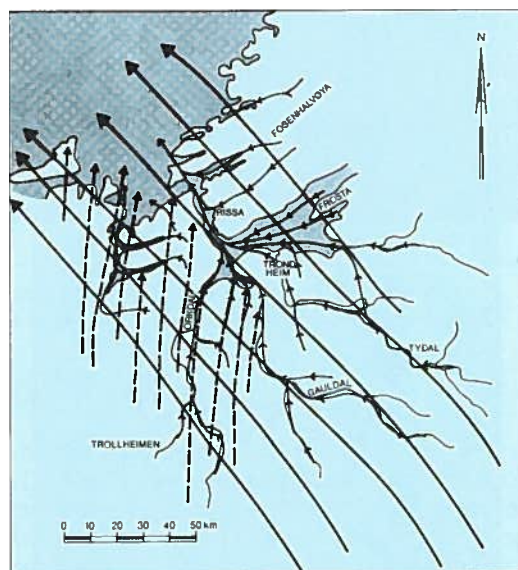 N
FOSENHALVØYA
FROSTA
RISSA
TROND
HEIM
ORKDAL
TYDAL
GAULDAL
TROLLHEIMEN
0 10 20 30 40 50 km